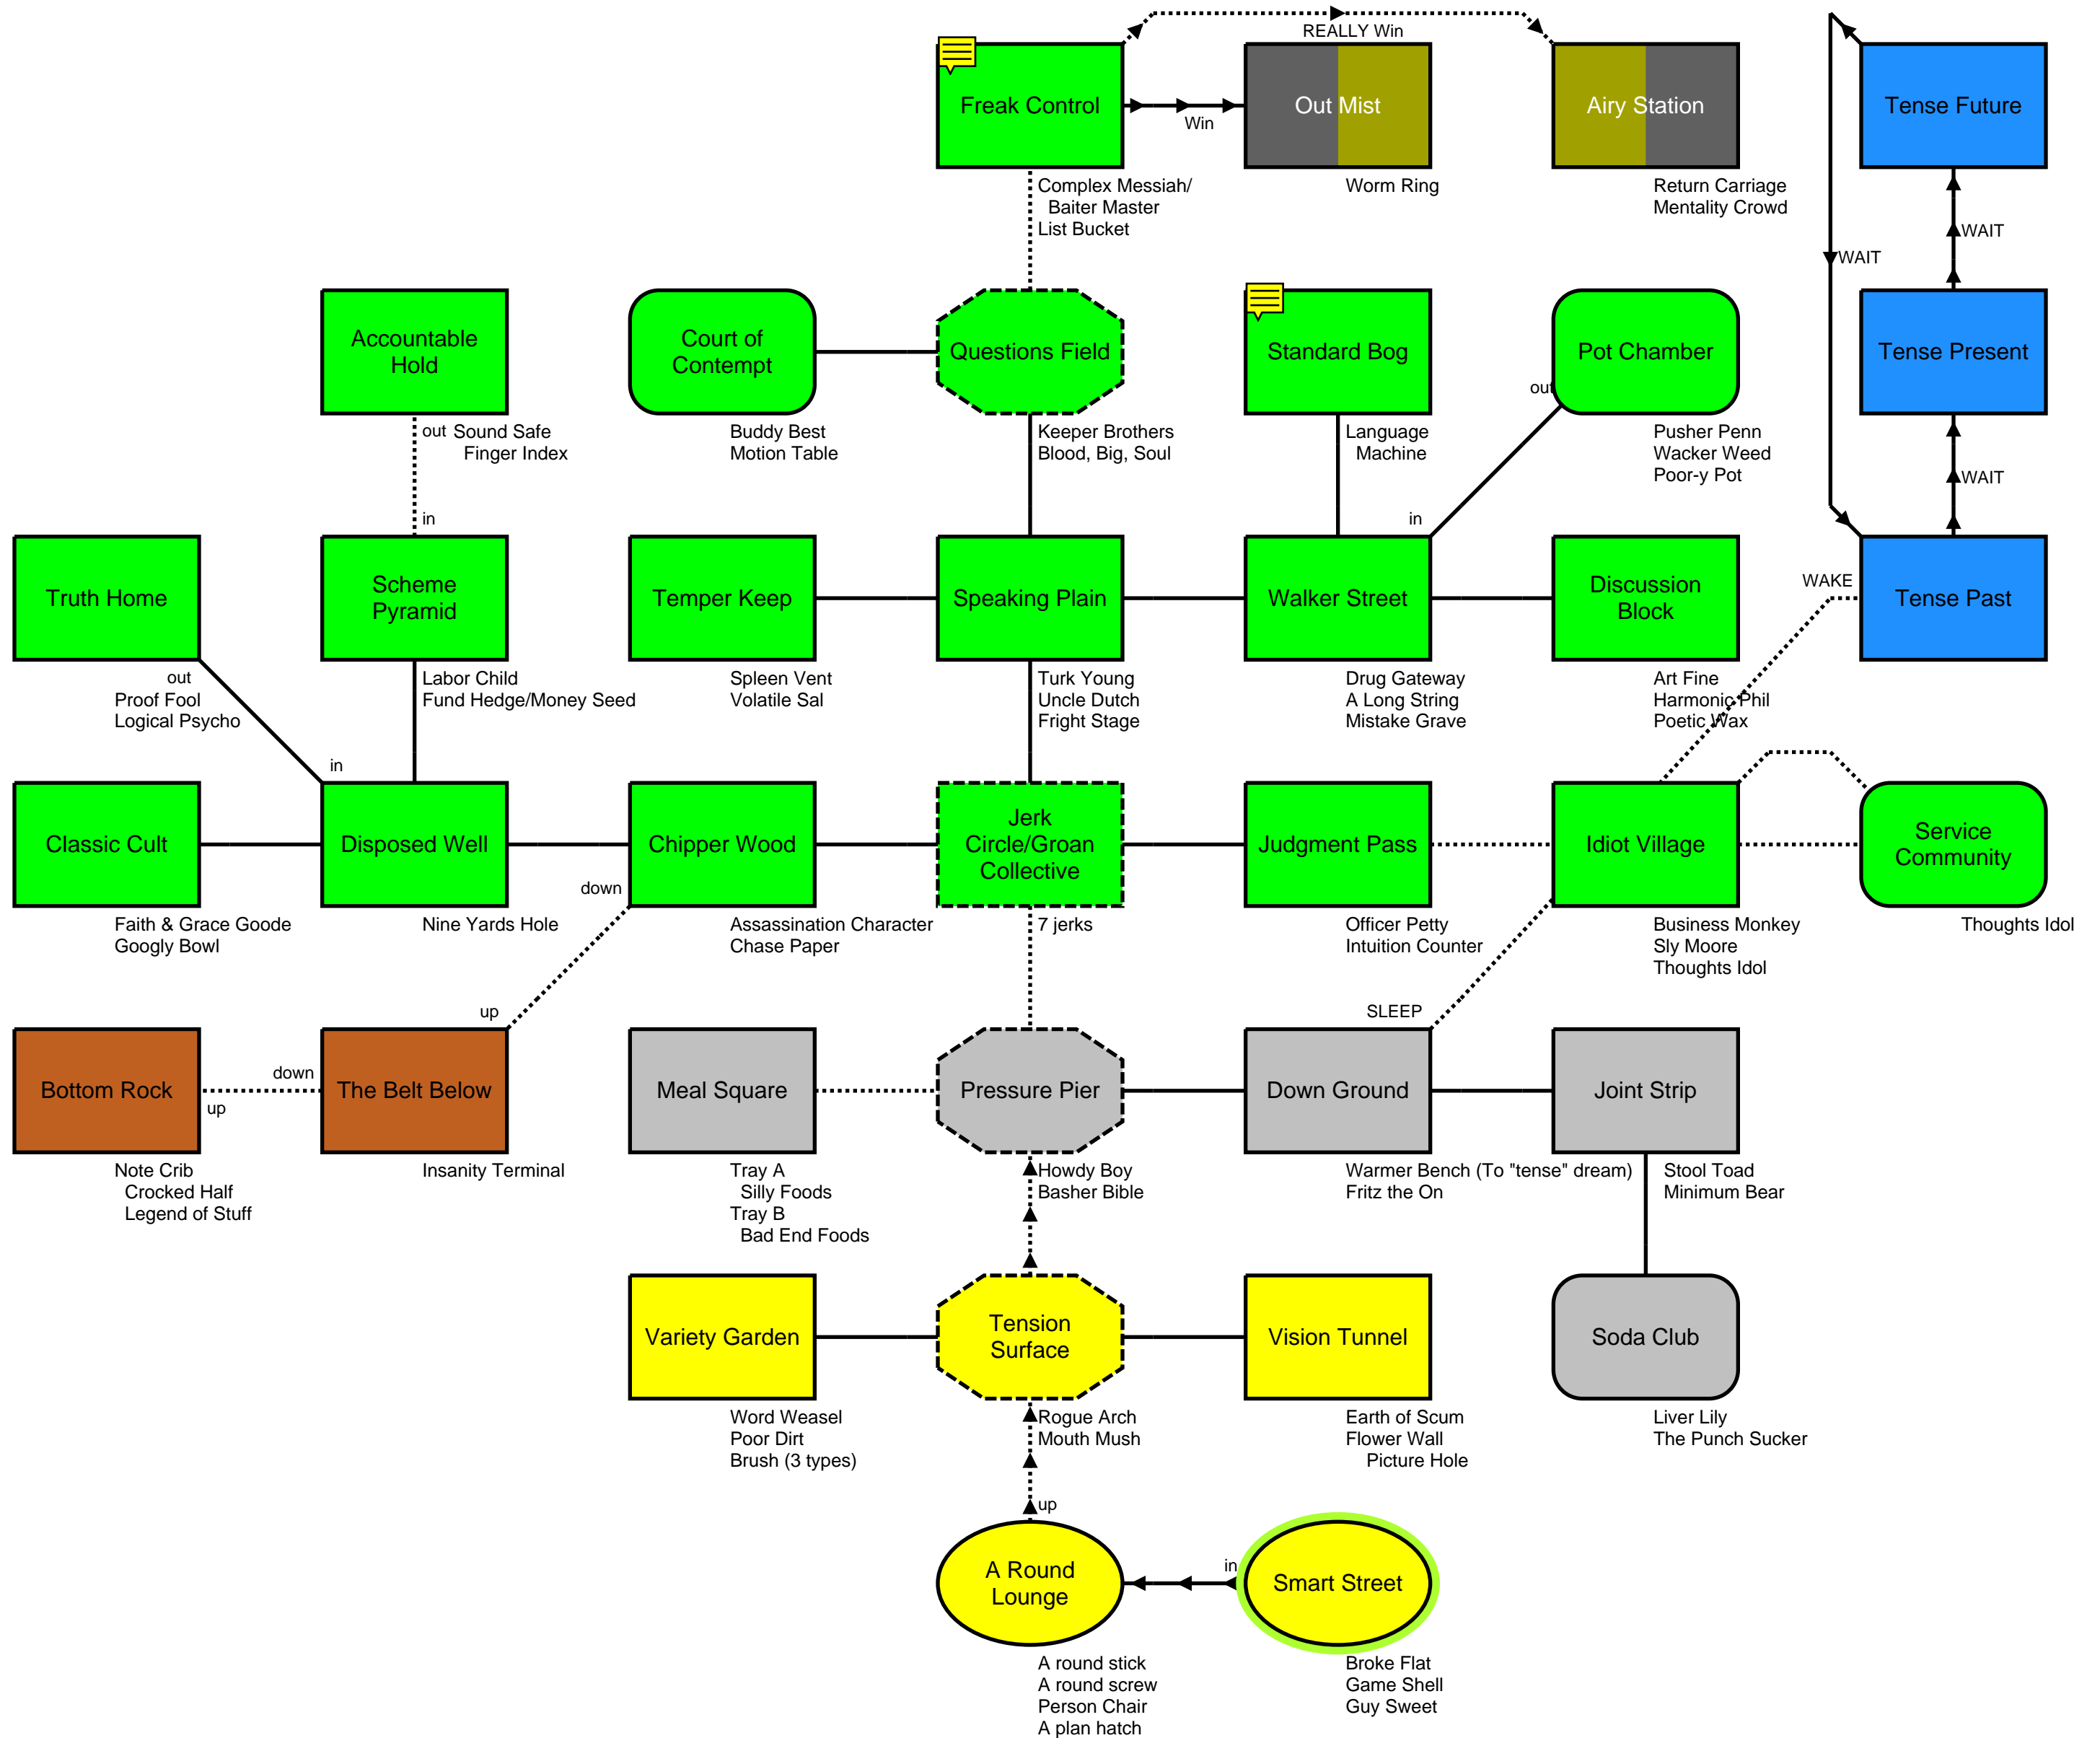 REALLY Win
Freak Control
Out Mist
Airy Station
Tense Future
Win
Complex Messiah/
Baiter Master
List Bucket
Worm Ring
Return Carriage
Mentality Crowd
WAIT
WAIT
Accountable
Hold
Court of
Contempt
Questions Field
Standard Bog
Pot Chamber
Tense Present
out
out
Sound Safe
Finger Index
Buddy Best
Motion Table
Keeper Brothers
Blood, Big, Soul
Language
Machine
Pusher Penn
Wacker Weed
Poor-y Pot
WAIT
in
in
Truth Home
Scheme
Pyramid
Temper Keep
Speaking Plain
Walker Street
Discussion
Block
WAKE
Tense Past
out
Proof Fool
Logical Psycho
Labor Child
Fund Hedge/Money Seed
Spleen Vent
Volatile Sal
Turk Young
Uncle Dutch
Fright Stage
Drug Gateway
A Long String
Mistake Grave
Art Fine
Harmonic Phil
Poetic Wax
in
Classic Cult
Disposed Well
Chipper Wood
Jerk
Circle/Groan
Collective
Judgment Pass
Idiot Village
Service
Community
down
Faith & Grace Goode
Googly Bowl
Nine Yards Hole
Assassination Character
Chase Paper
7 jerks
Officer Petty
Intuition Counter
Business Monkey
Sly Moore
Thoughts Idol
Thoughts Idol
up
SLEEP
Bottom Rock
down
up
The Belt Below
Meal Square
Pressure Pier
Down Ground
Joint Strip
Note Crib
Crocked Half
Legend of Stuff
Insanity Terminal
Tray A
Silly Foods
Tray B
Bad End Foods
Howdy Boy
Basher Bible
Warmer Bench (To "tense" dream)
Fritz the On
Stool Toad
Minimum Bear
Variety Garden
Tension
Surface
Vision Tunnel
Soda Club
Word Weasel
Poor Dirt
Brush (3 types)
Rogue Arch
Mouth Mush
Earth of Scum
Flower Wall
Picture Hole
Liver Lily
The Punch Sucker
up
A Round
Lounge
in
Smart Street
A round stick
A round screw
Person Chair
A plan hatch
Broke Flat
Game Shell
Guy Sweet